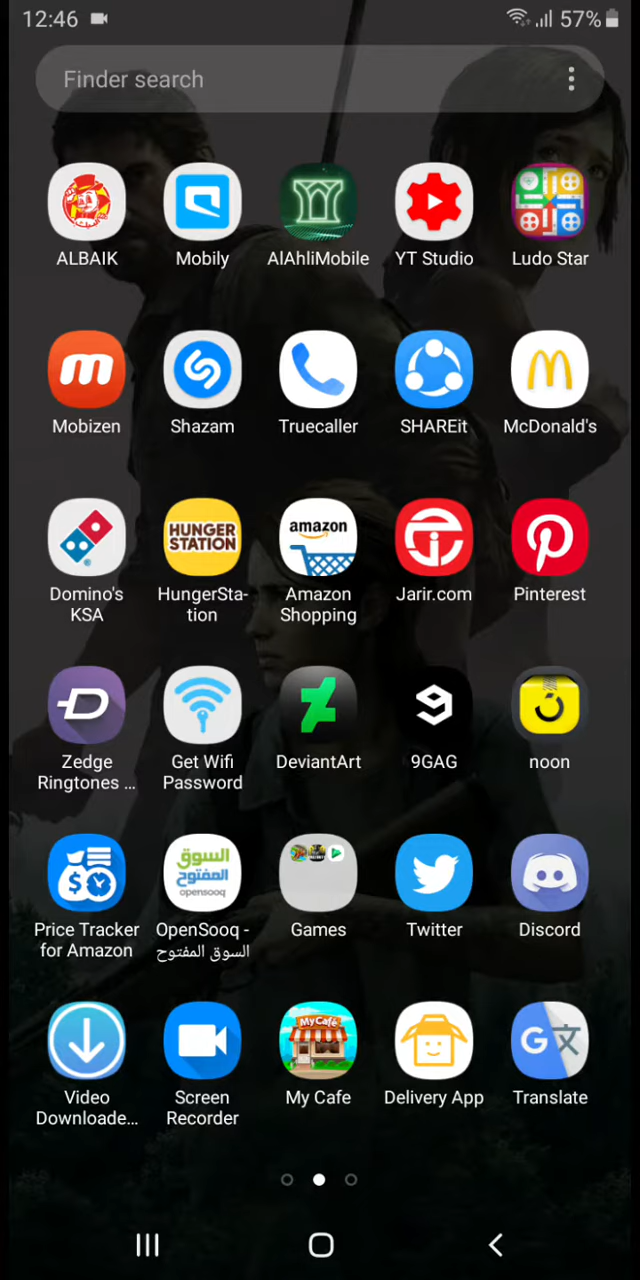 12:46
57%
Finder search
ALBAIK
Mobily
AlAhliMobile
YT Studio
Ludo Star
Mobizen
Shazam
Truecaller
SHAREit
McDonald's
HUNGER
STATION
amazon
Domino's
KSA
HungerSta-
tion
Amazon
Shopping
Jarir.com
Pinterest
Zedge
Ringtones ...
Get Wifi
Password
DeviantArt
9GAG
noon
السوق
المفتوح
opensooq
Price Tracker
for Amazon
OpenSooq -
السوق المفتوح
Games
Twitter
Discord
My Café
Video
Downloade...
Screen
Recorder
My Cafe
Delivery App
Translate